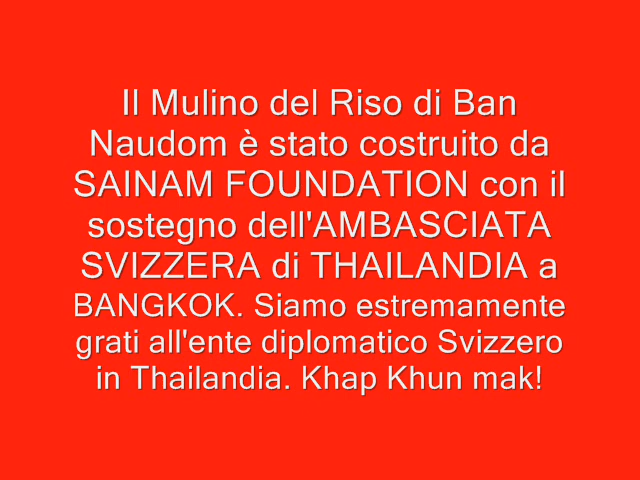 Il Mulino del Riso di Ban
Naudom è stato costruito da
SAINAM FOUNDATION con il
sostegno dell'AMBASCIATA
SVIZZERA di THAILANDIA a
BANGKOK. Siamo estremamente
grati all'ente diplomatico Svizzero
in Thailandia. Khap Khun mak!